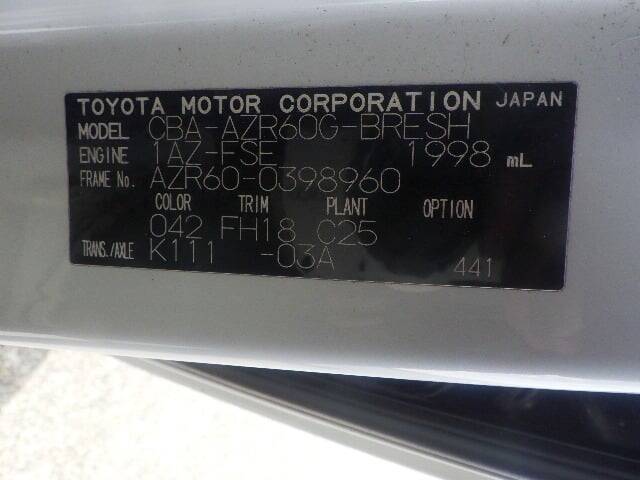 TOYOTA MOTOR CORPORATION JAPAN
MODEL CBA-AZR60G-BRESH
ENGINE 1AZ-FSE 1998 mL
FRAME No. AZR60-0398960
COLOR TRIM PLANT OPTION
042 FH18 C25
TRANS./AXLE K111 -03A 441